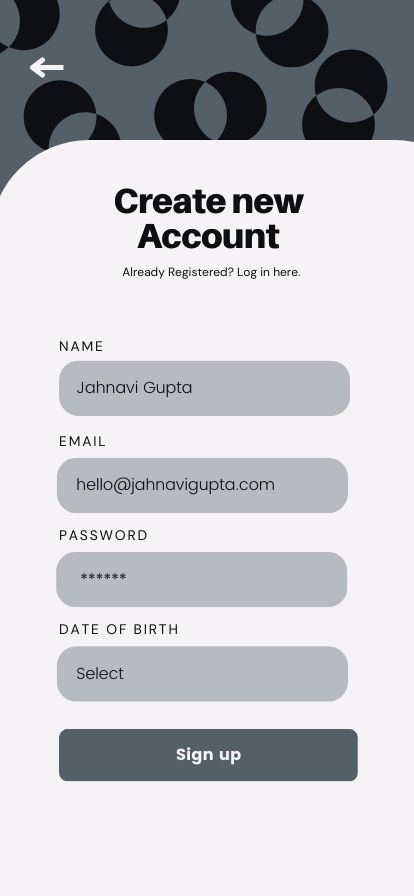 Create new
Account
Already Registered? Log in here.
NAME
Jahnavi Gupta
EMAIL
hello@jahnavigupta.com
PASSWORD
******
DATE OF BIRTH
Select
Sign up